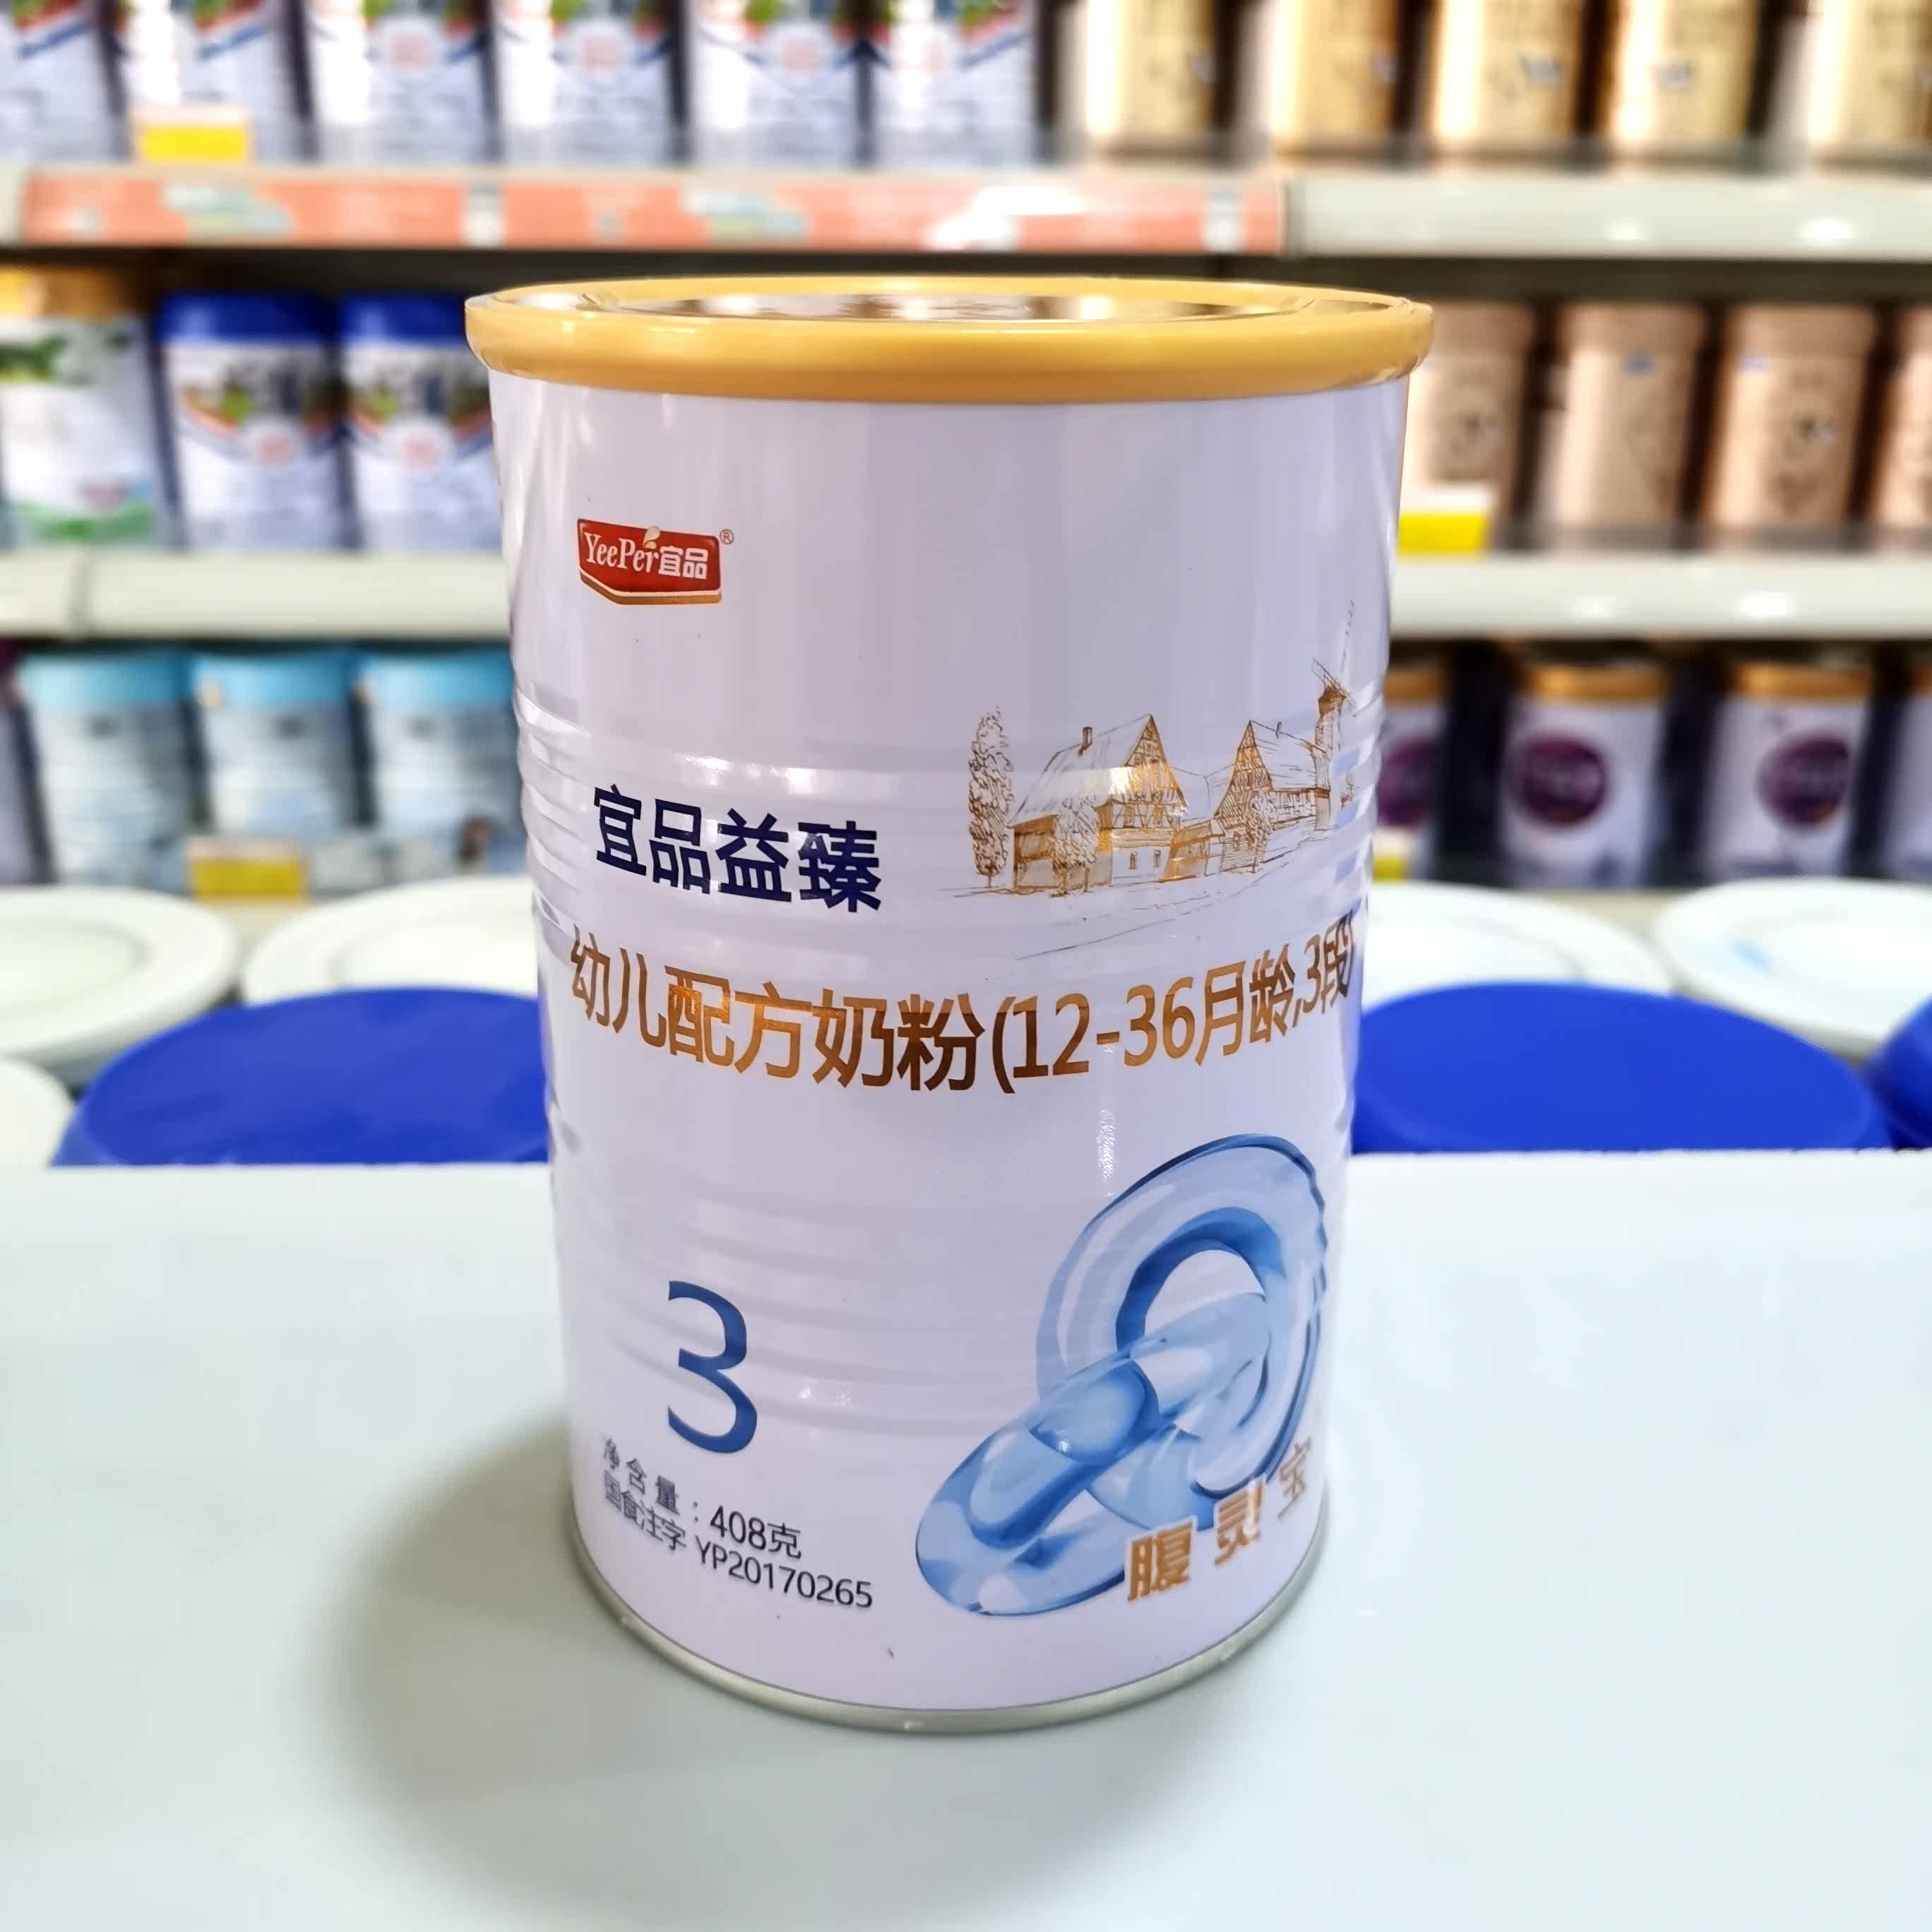 YeePer宜品®
宜品益臻
幼儿配方奶粉(12-36月龄,3段)
3
净含量：408克
国食注字 YP20170265
腹灵宝